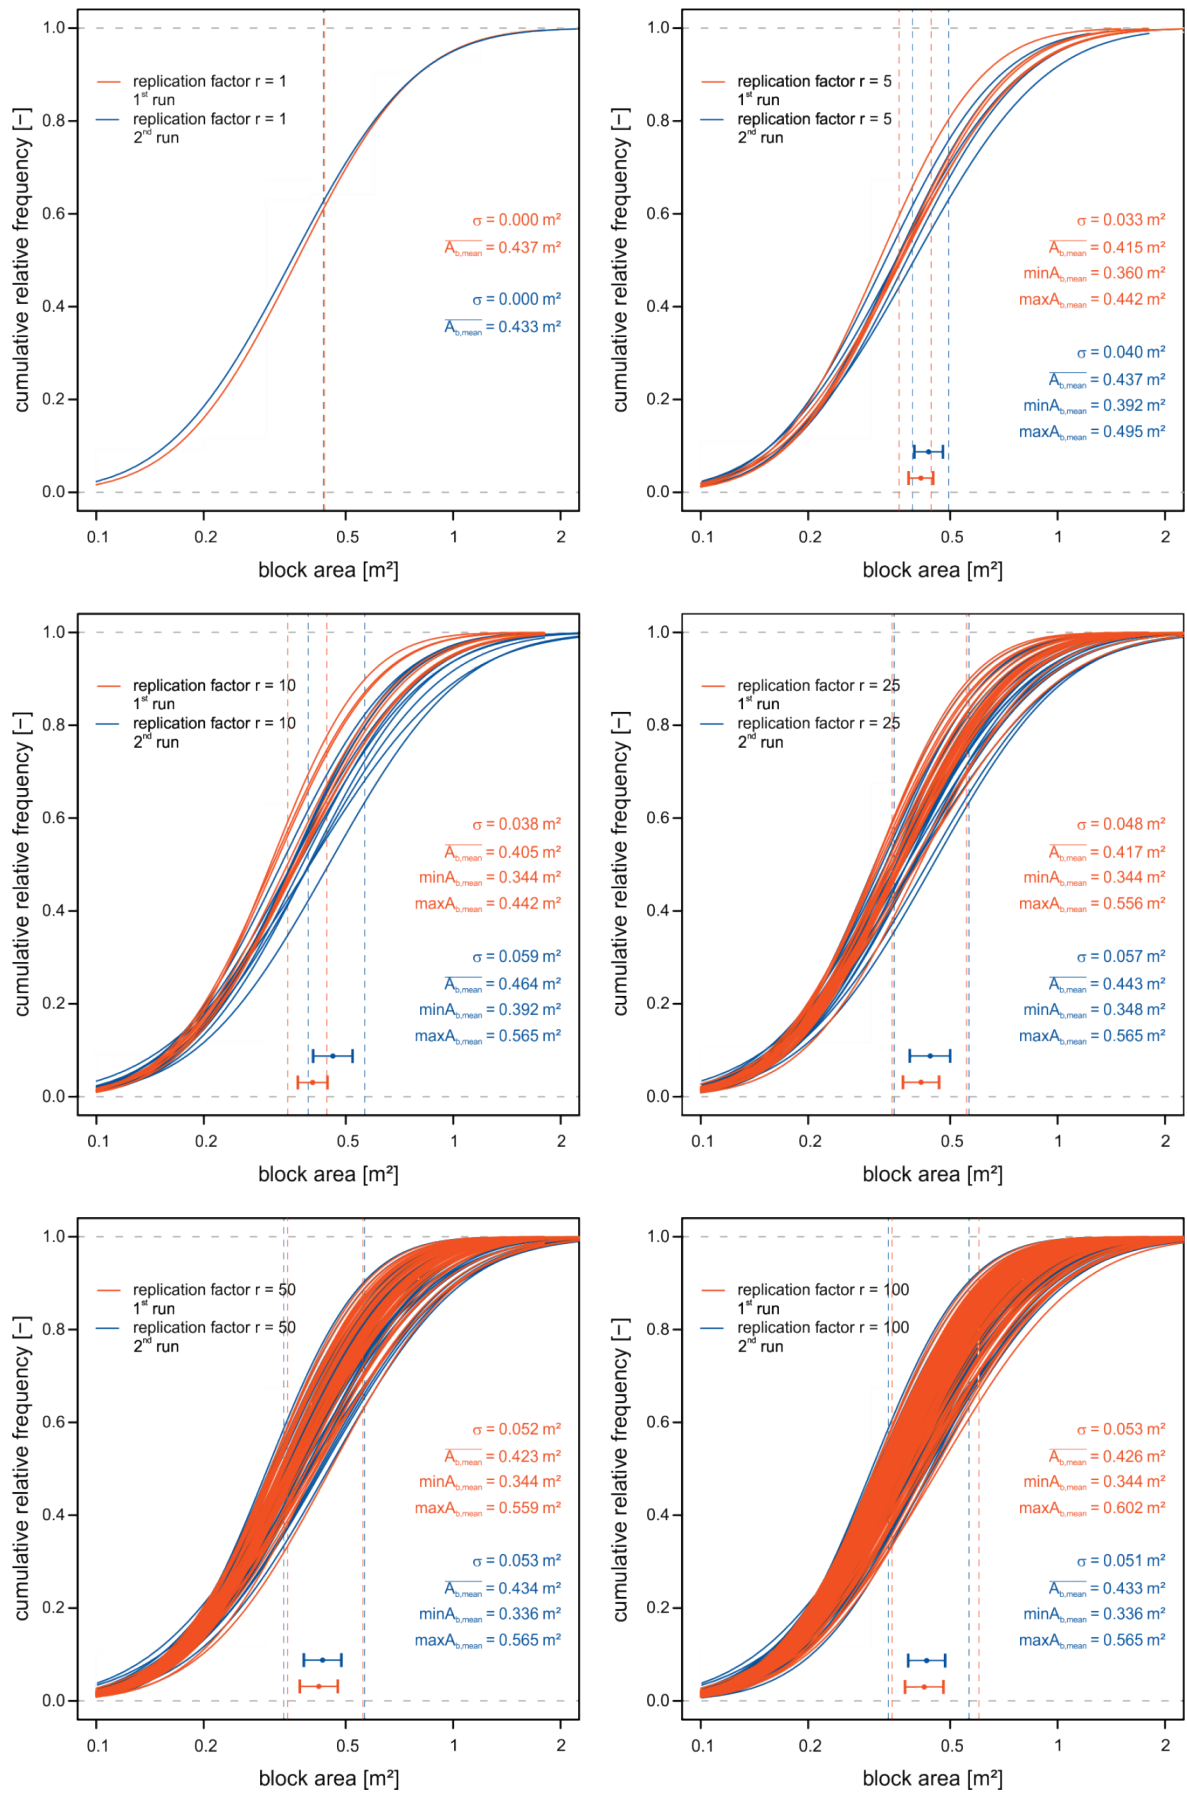 cumulative relative frequency [−]
1.0
0.8
0.6
0.4
0.2
0.0
replication factor r = 1
1st run
replication factor r = 1
2nd run
σ = 0.000 m²
Ab,mean = 0.437 m²
σ = 0.000 m²
Ab,mean = 0.433 m²
0.1 0.2 0.5 1 2
block area [m²]
cumulative relative frequency [−]
1.0
0.8
0.6
0.4
0.2
0.0
replication factor r = 5
1st run
replication factor r = 5
2nd run
σ = 0.033 m²
Ab,mean = 0.415 m²
minAb,mean = 0.360 m²
maxAb,mean = 0.442 m²
σ = 0.040 m²
Ab,mean = 0.437 m²
minAb,mean = 0.392 m²
maxAb,mean = 0.495 m²
0.1 0.2 0.5 1 2
block area [m²]
cumulative relative frequency [−]
1.0
0.8
0.6
0.4
0.2
0.0
replication factor r = 10
1st run
replication factor r = 10
2nd run
σ = 0.038 m²
Ab,mean = 0.405 m²
minAb,mean = 0.344 m²
maxAb,mean = 0.442 m²
σ = 0.059 m²
Ab,mean = 0.464 m²
minAb,mean = 0.392 m²
maxAb,mean = 0.565 m²
0.1 0.2 0.5 1 2
block area [m²]
cumulative relative frequency [−]
1.0
0.8
0.6
0.4
0.2
0.0
replication factor r = 25
1st run
replication factor r = 25
2nd run
σ = 0.048 m²
Ab,mean = 0.417 m²
minAb,mean = 0.344 m²
maxAb,mean = 0.556 m²
σ = 0.057 m²
Ab,mean = 0.443 m²
minAb,mean = 0.348 m²
maxAb,mean = 0.565 m²
0.1 0.2 0.5 1 2
block area [m²]
cumulative relative frequency [−]
1.0
0.8
0.6
0.4
0.2
0.0
replication factor r = 50
1st run
replication factor r = 50
2nd run
σ = 0.052 m²
Ab,mean = 0.423 m²
minAb,mean = 0.344 m²
maxAb,mean = 0.559 m²
σ = 0.053 m²
Ab,mean = 0.434 m²
minAb,mean = 0.336 m²
maxAb,mean = 0.565 m²
0.1 0.2 0.5 1 2
block area [m²]
cumulative relative frequency [−]
1.0
0.8
0.6
0.4
0.2
0.0
replication factor r = 100
1st run
replication factor r = 100
2nd run
σ = 0.053 m²
Ab,mean = 0.426 m²
minAb,mean = 0.344 m²
maxAb,mean = 0.602 m²
σ = 0.051 m²
Ab,mean = 0.433 m²
minAb,mean = 0.336 m²
maxAb,mean = 0.565 m²
0.1 0.2 0.5 1 2
block area [m²]